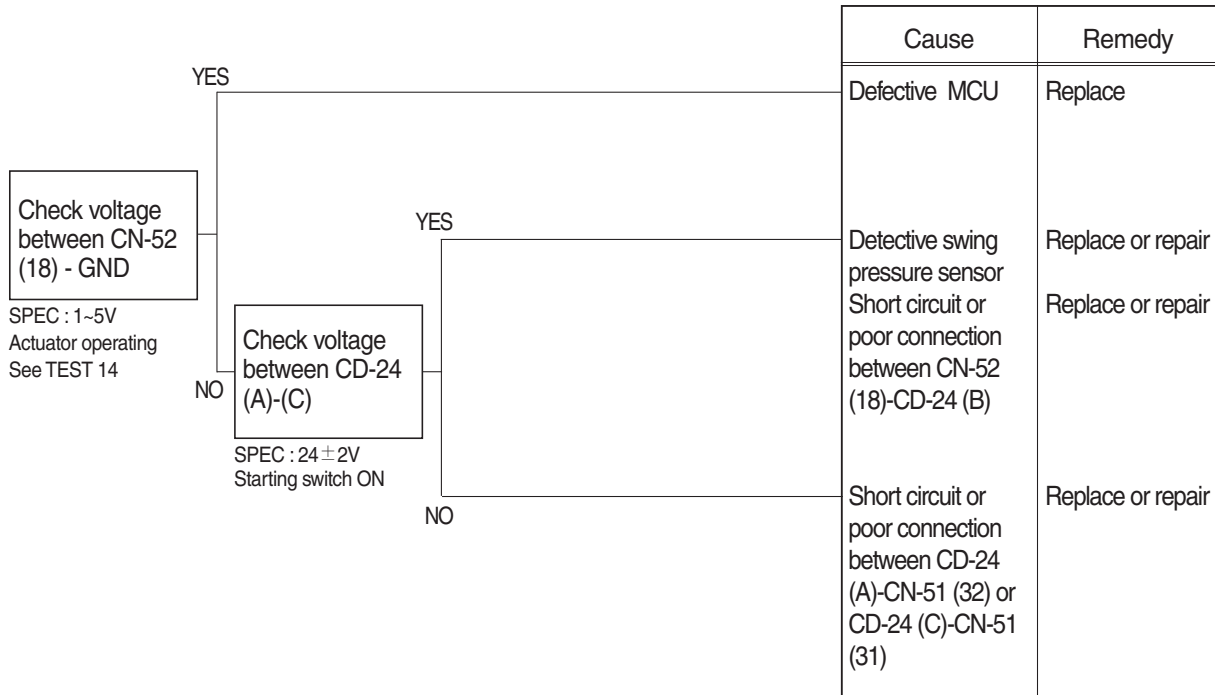 Cause
Remedy
YES
Defective MCU
Replace
Check voltage
between CN-52
(18) - GND
SPEC : 1~5V
Actuator operating
See TEST 14
YES
Detective swing
pressure sensor
Replace or repair
Short circuit or
poor connection
between CN-52
(18)-CD-24 (B)
Replace or repair
NO
Check voltage
between CD-24
(A)-(C)
SPEC : 24±2V
Starting switch ON
NO
Short circuit or
poor connection
between CD-24
(A)-CN-51 (32) or
CD-24 (C)-CN-51
(31)
Replace or repair